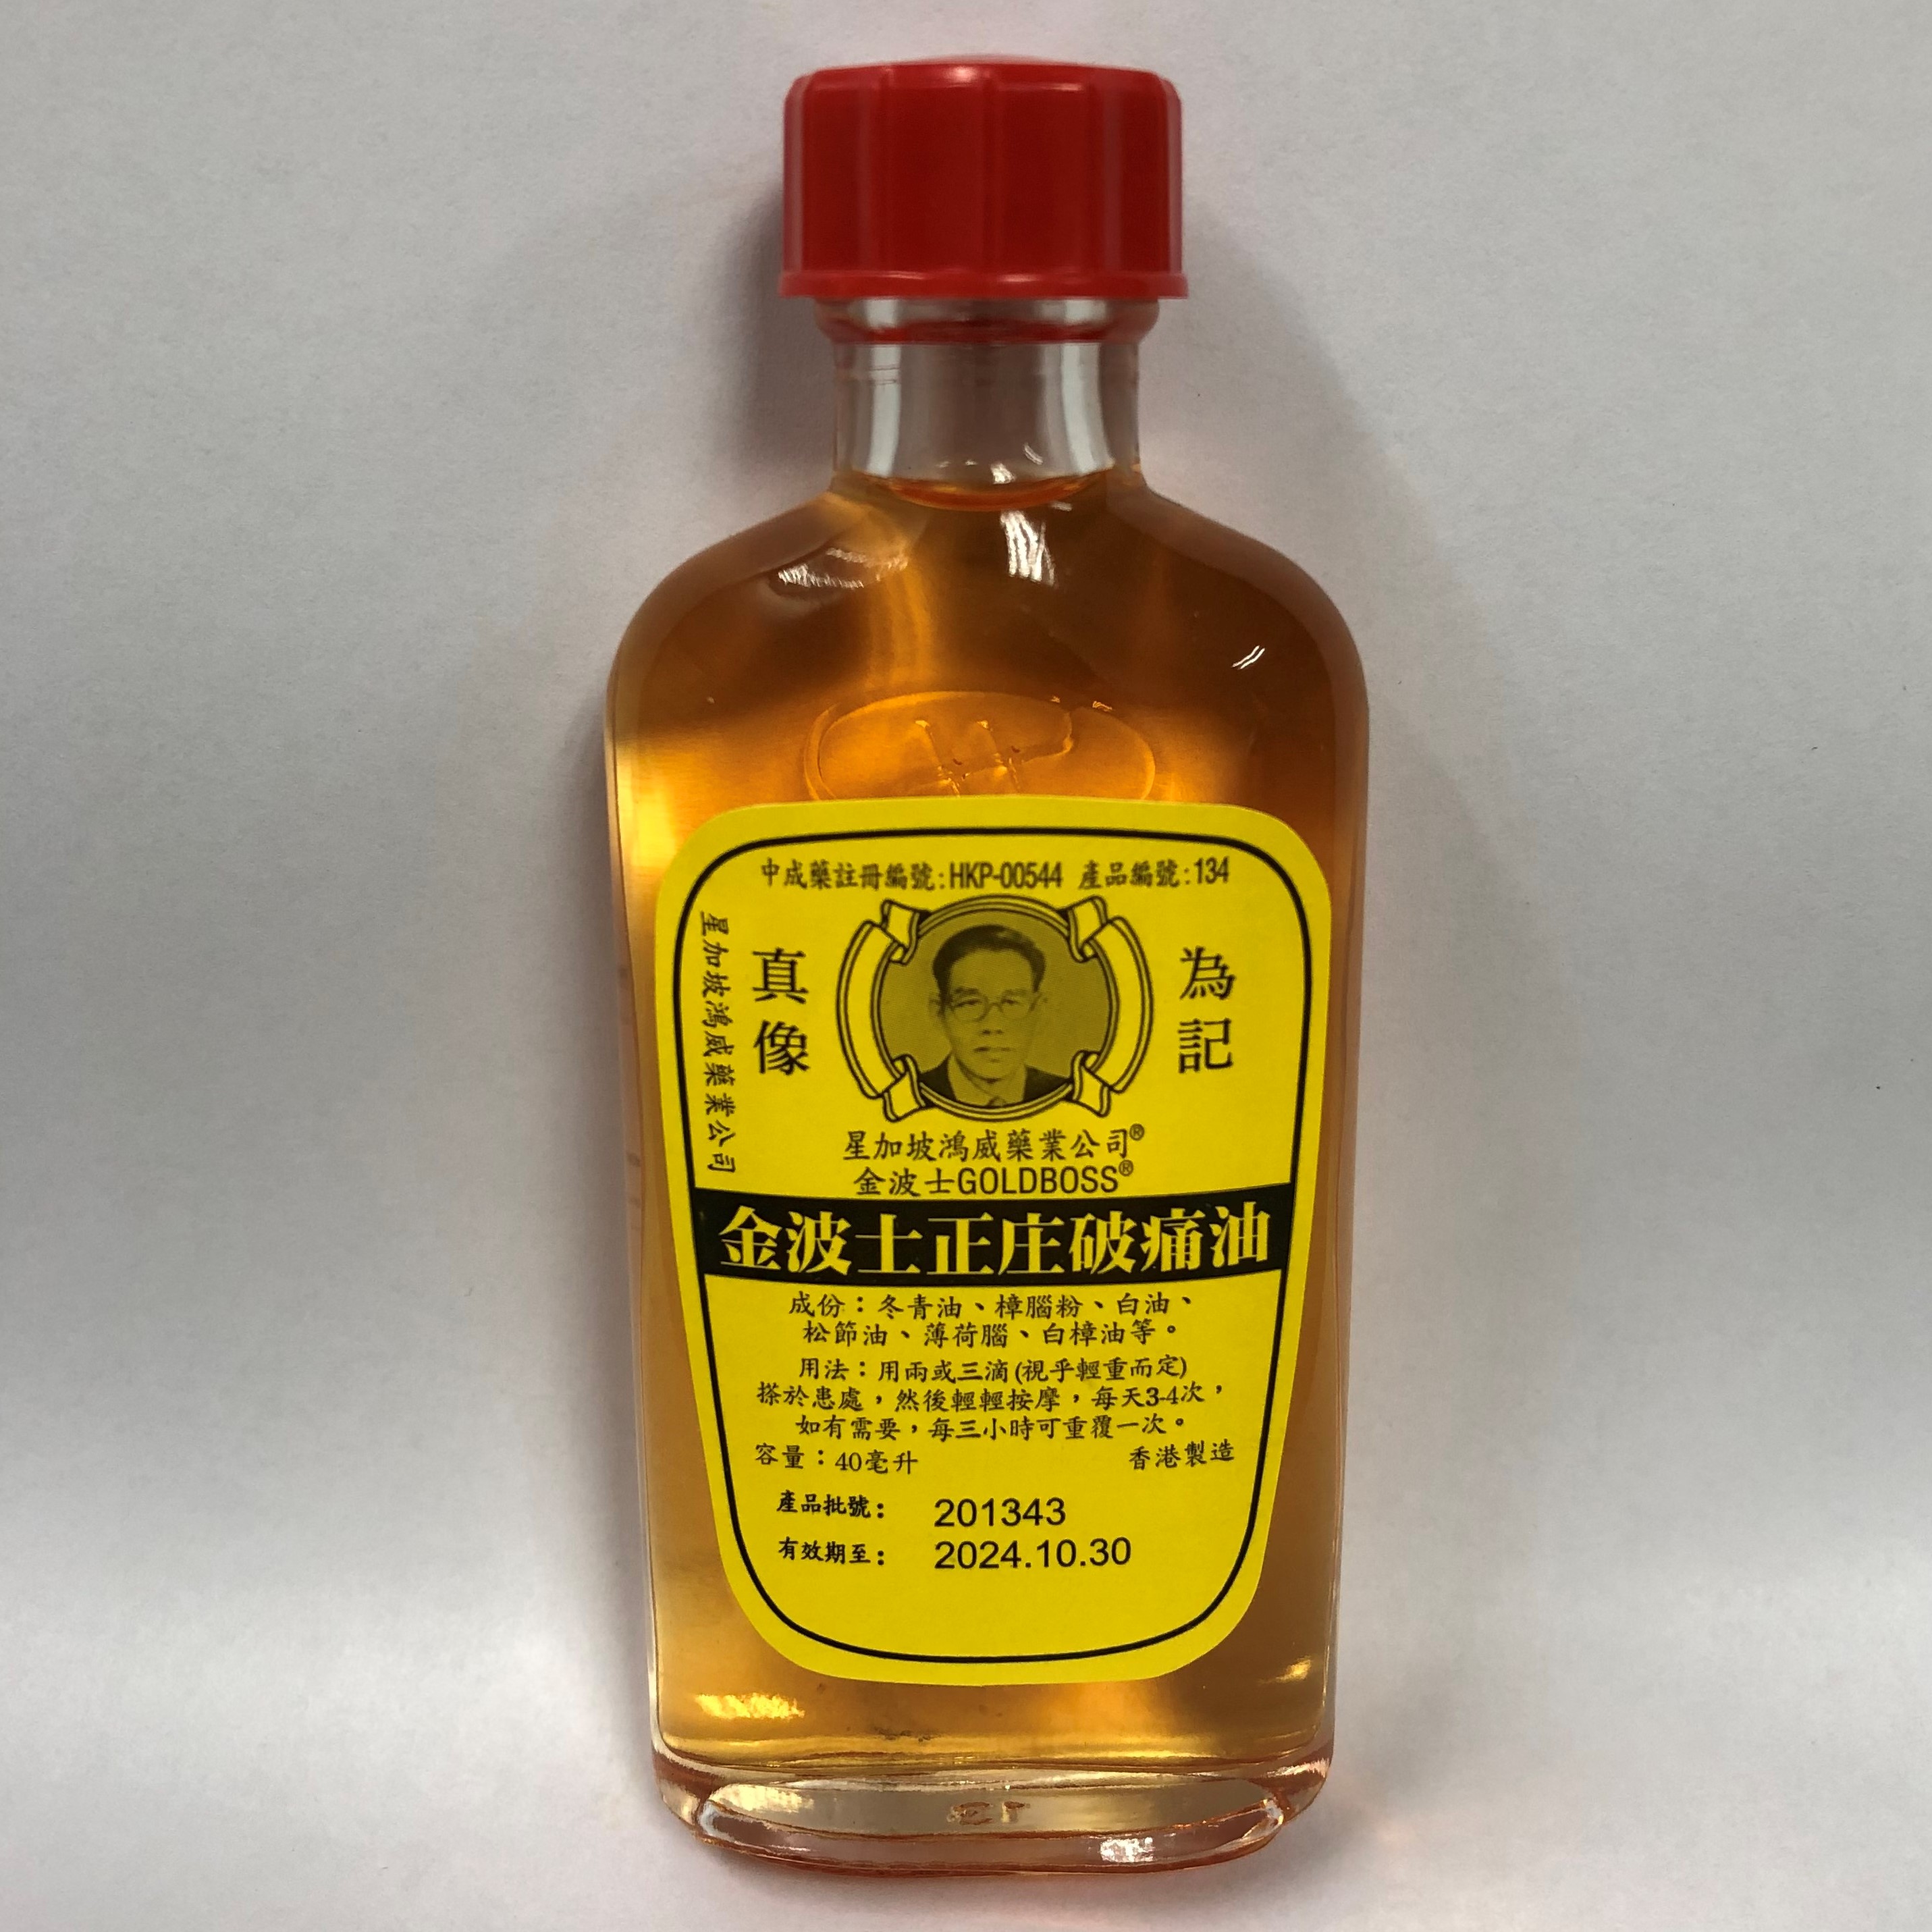 中成藥註冊編號:HKP-00544 產品編號:134
星加坡鴻威藥業公司
真像
為記
星加坡鴻威藥業公司®
金波士GOLDBOSS®
金波士正庄破痛油
成份：冬青油、樟腦粉、白油、
松節油、薄荷腦、白樟油等。
用法：用兩或三滴(視乎輕重而定)
搽於患處，然後輕輕按摩，每天3-4次，
如有需要，每三小時可重覆一次。
容量：40毫升 香港製造
產品批號： 201343
有效期至： 2024.10.30